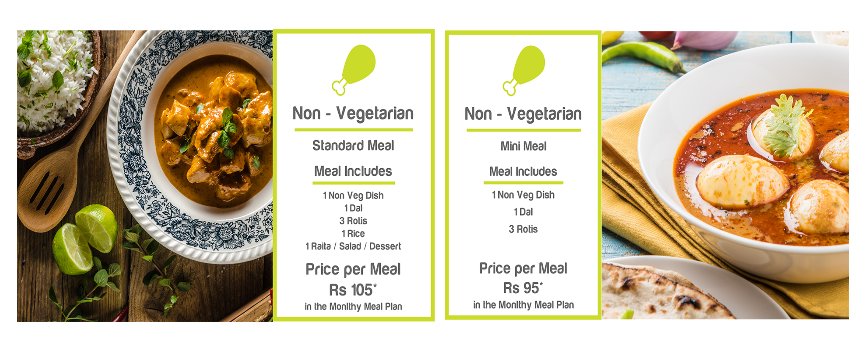 Non - Vegetarian
Standard Meal
Meal Includes
1 Non Veg Dish
1 Dal
3 Rotis
1 Rice
1 Raita / Salad / Dessert
Price per Meal
Rs 105*
in the Monlthy Meal Plan
Non - Vegetarian
Mini Meal
Meal Includes
1 Non Veg Dish
1 Dal
3 Rotis
Price per Meal
Rs 95*
in the Monlthy Meal Plan